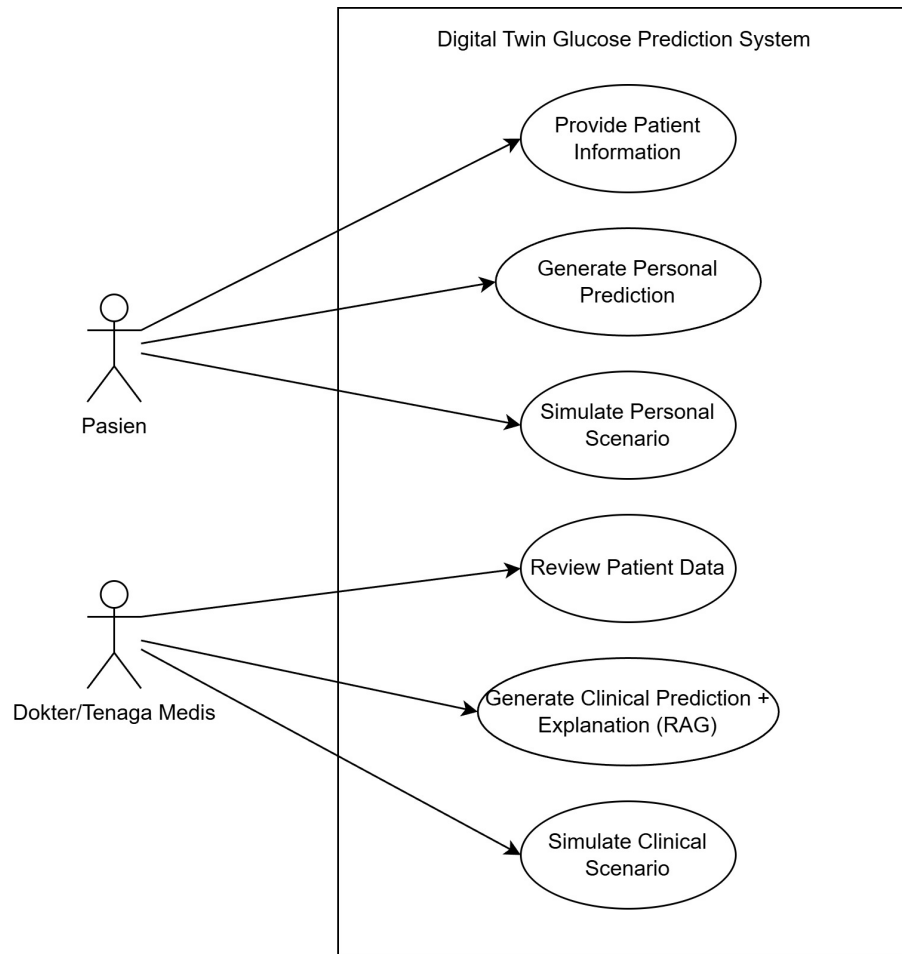 Digital Twin Glucose Prediction System
Provide Patient
Information
Generate Personal
Prediction
Simulate Personal
Scenario
Pasien
Review Patient Data
Dokter/Tenaga Medis
Generate Clinical Prediction +
Explanation (RAG)
Simulate Clinical
Scenario